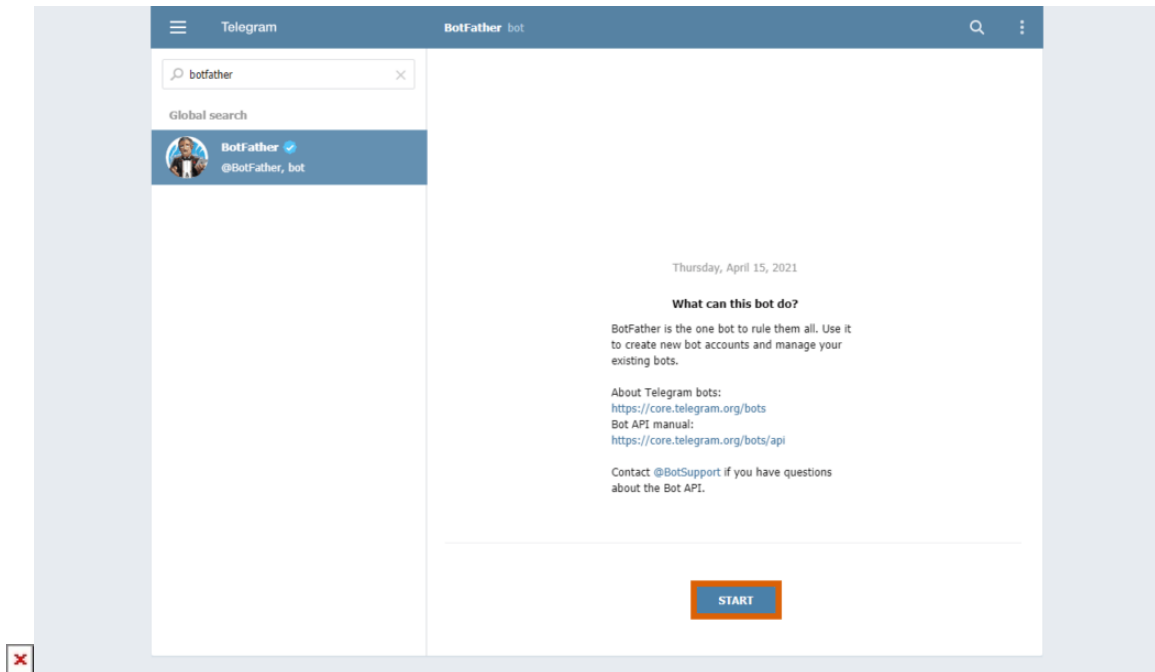 Telegram
BotFather bot
botfather
Global search
BotFather
@BotFather, bot
Thursday, April 15, 2021
What can this bot do?
BotFather is the one bot to rule them all. Use it
to create new bot accounts and manage your
existing bots.
About Telegram bots:
https://core.telegram.org/bots
Bot API manual:
https://core.telegram.org/bots/api
Contact @BotSupport if you have questions
about the Bot API.
START